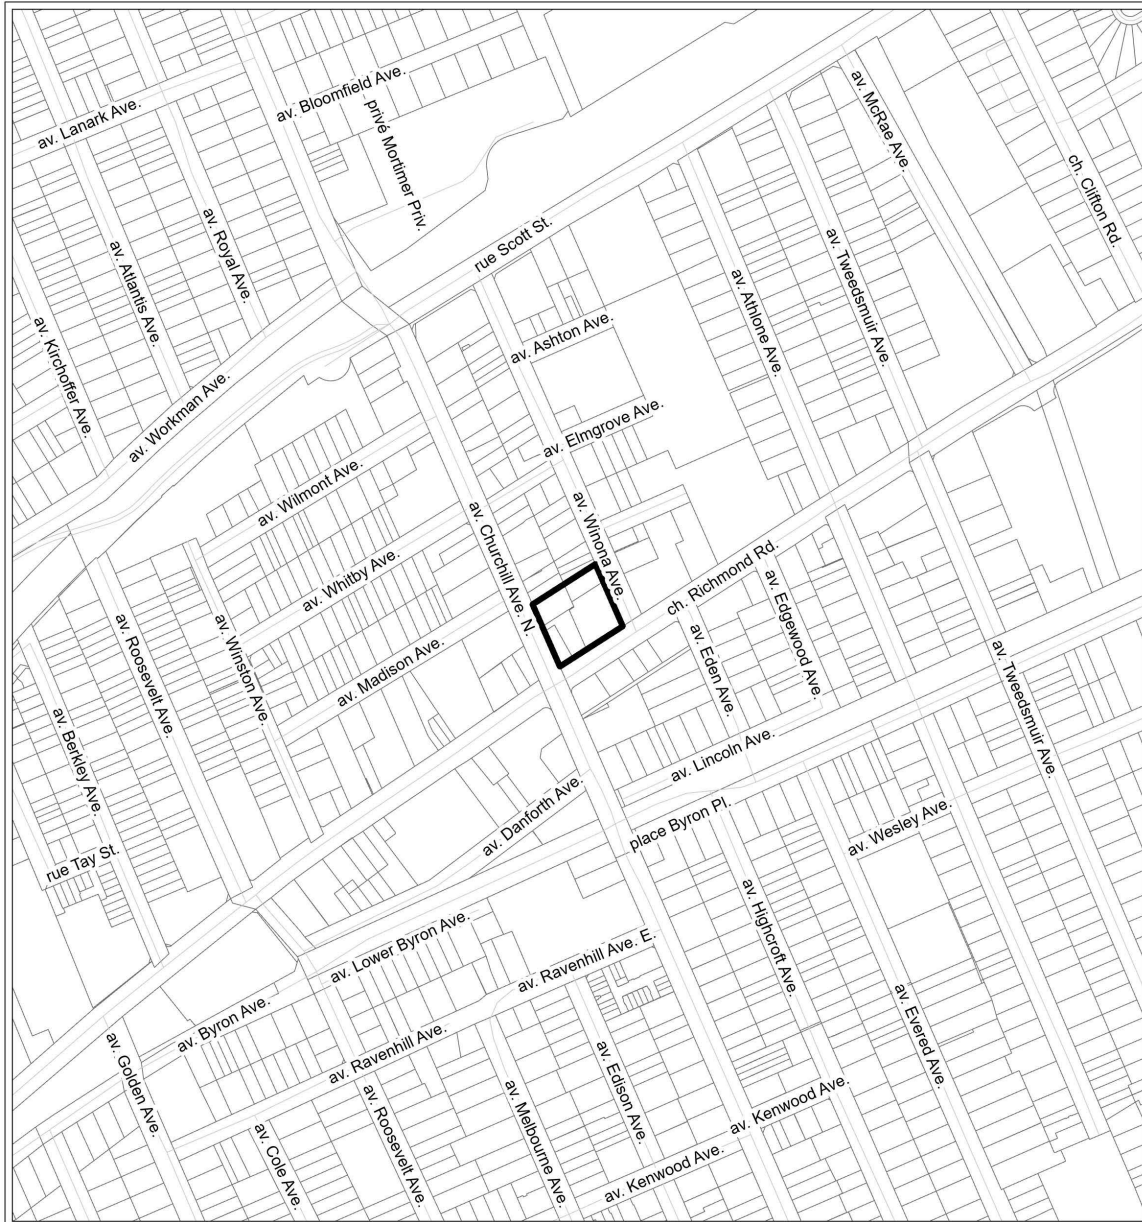 av. Lanark Ave.
av. Bloomfield Ave.
privé Mortimer Priv.
av. McRae Ave.
ch. Clifton Rd.
av. Royal Ave.
av. Atlantis Ave.
rue Scott St.
av. Tweedsmuir Ave.
av. Athlone Ave.
av. Kirchoffer Ave.
av. Ashton Ave.
av. Workman Ave.
av. Elmgrove Ave.
av. Wilmont Ave.
av. Churchill Ave. N.
av. Winona Ave.
av. Whitby Ave.
ch. Richmond Rd.
av. Edgewood Ave.
av. Roosevelt Ave.
av. Winston Ave.
av. Madison Ave.
av. Eden Ave.
av. Tweedsmuir Ave.
av. Berkley Ave.
av. Lincoln Ave.
av. Danforth Ave.
place Byron Pl.
av. Wesley Ave.
rue Tay St.
av. Highcroft Ave.
av. Lower Byron Ave.
av. Ravenhill Ave. E.
av. Byron Ave.
av. Evered Ave.
av. Golden Ave.
av. Ravenhill Ave.
av. Edison Ave.
av. Roosevelt Ave.
av. Melbourne Ave.
av. Kenwood Ave.
av. Cole Ave.
av. Kenwood Ave.